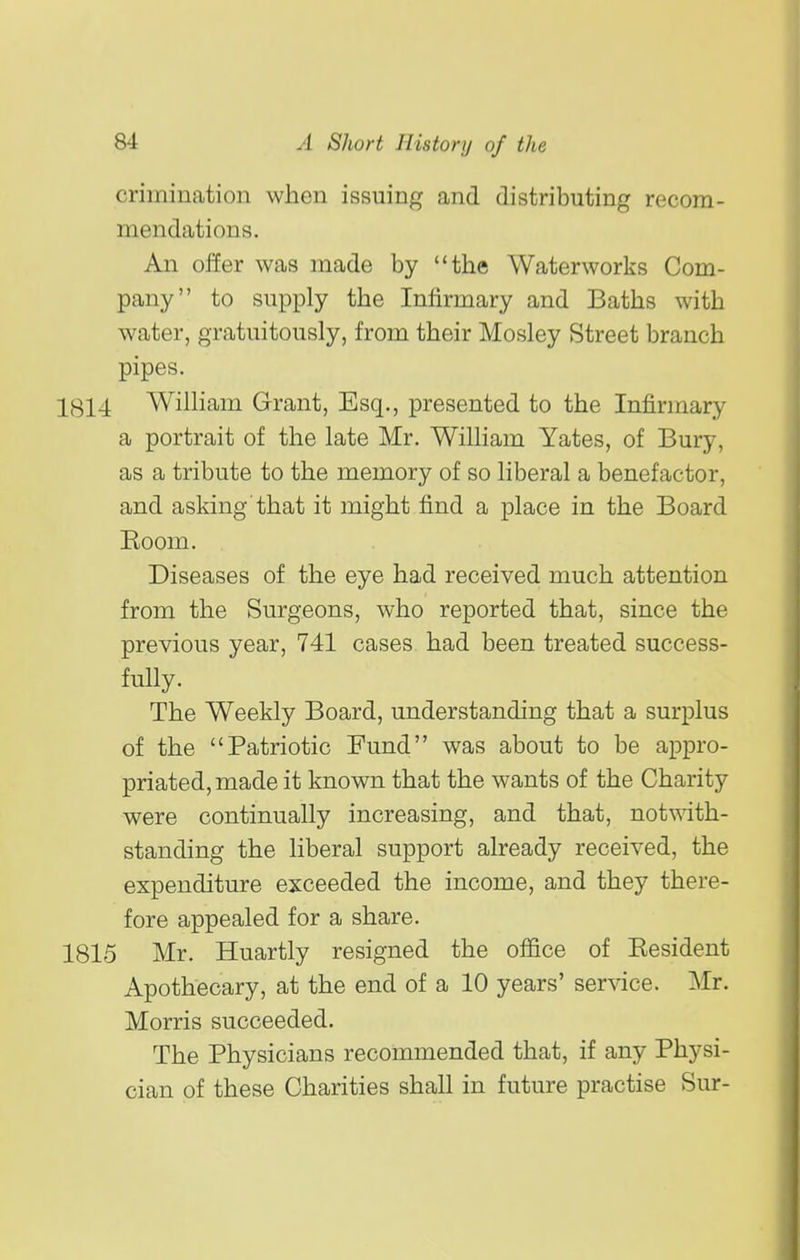 84 A Short History of the
crimination when issuing and distributing recom-
mendations.
An offer was made by “the Waterworks Com-
pany” to supply the Infirmary and Baths with
water, gratuitously, from their Mosley Street branch
pipes.
1814 William Grant, Esq., presented to the Infirmary
a portrait of the late Mr. William Yates, of Bury,
as a tribute to the memory of so liberal a benefactor,
and asking that it might find a place in the Board
Room.
Diseases of the eye had received much attention
from the Surgeons, who reported that, since the
previous year, 741 cases had been treated success-
fully.
The Weekly Board, understanding that a surplus
of the “Patriotic Fund” was about to be appro-
priated, made it known that the wants of the Charity
were continually increasing, and that, notwith-
standing the liberal support already received, the
expenditure exceeded the income, and they there-
fore appealed for a share.
1815 Mr. Huartly resigned the office of Resident
Apothecary, at the end of a 10 years’ service. Mr.
Morris succeeded.
The Physicians recommended that, if any Physi-
cian of these Charities shall in future practise Sur-